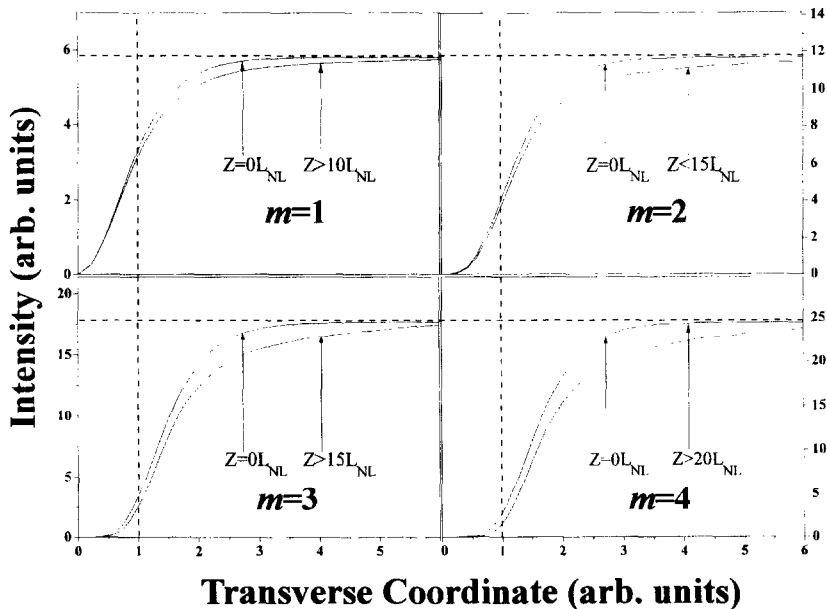 Intensity (arb. units)
6
4
2
0
Z=0L_NL
Z>10L_NL
m=1
14
12
10
8
6
4
2
0
Z=0L_NL
Z<15L_NL
m=2
20
15
10
5
0
Z=0L_NL
Z>15L_NL
m=3
0 1 2 3 4 5
25
20
15
10
5
0
Z=0L_NL
Z>20L_NL
m=4
0 1 2 3 4 5 6
Transverse Coordinate (arb. units)